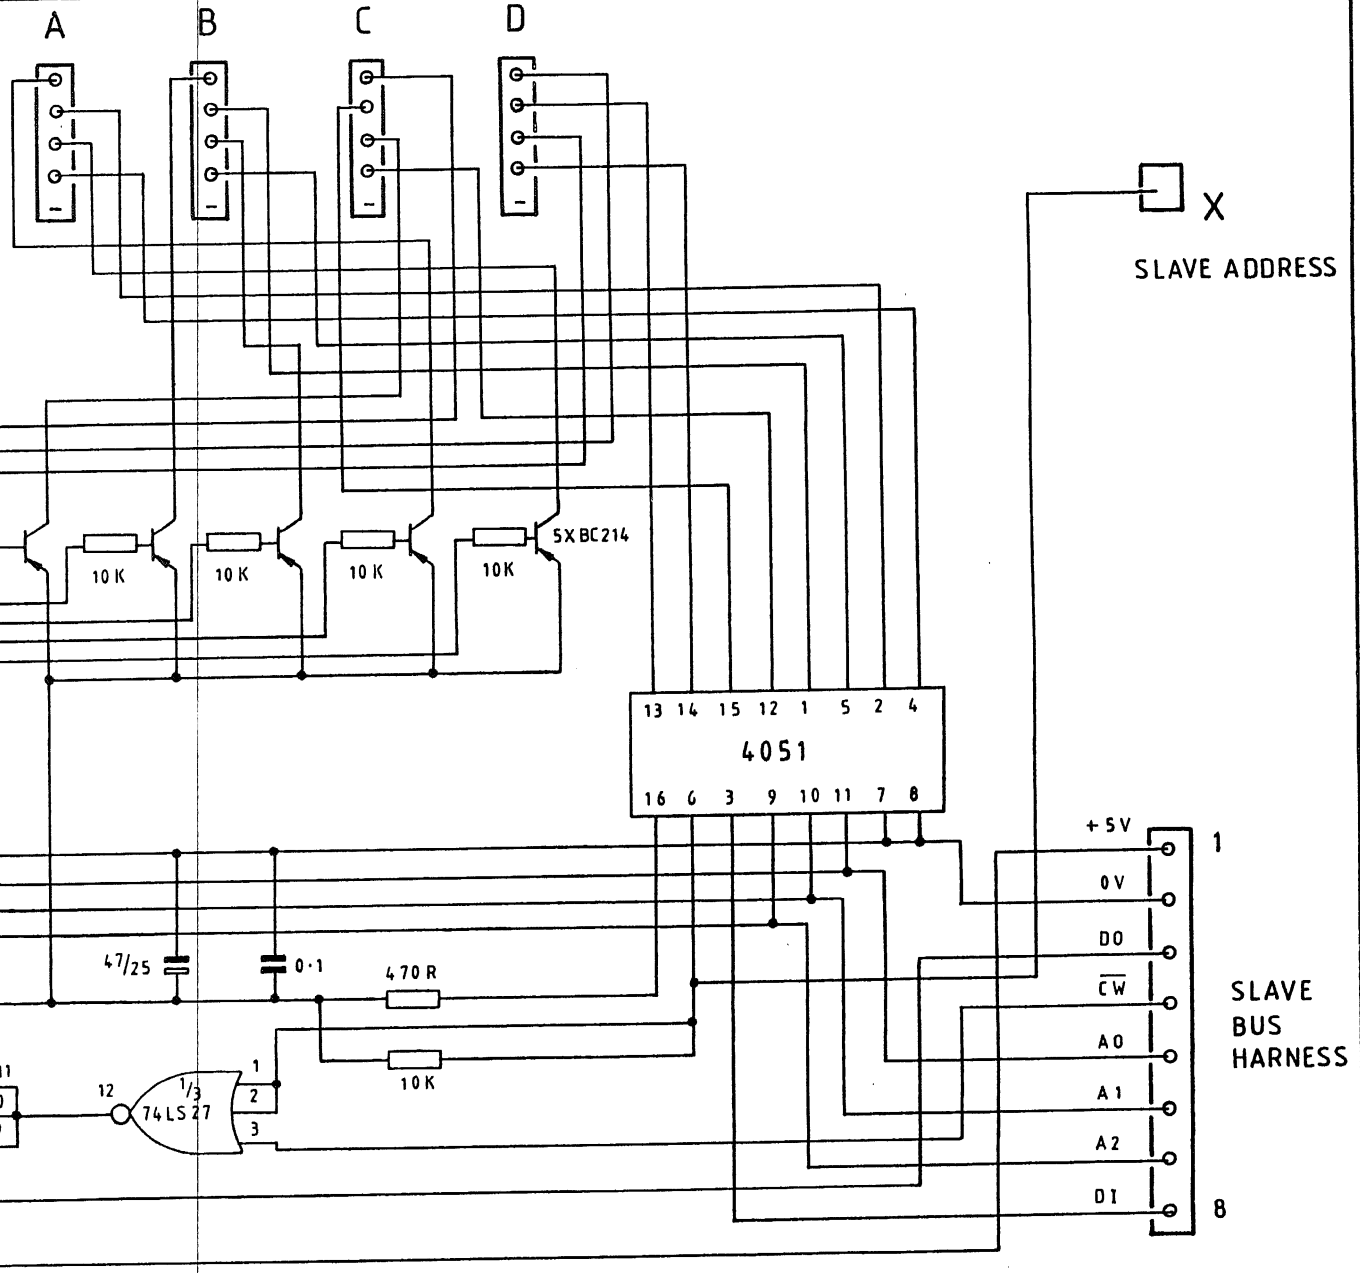 A B C D
X
SLAVE ADDRESS
5XBC214
10K 10K 10K 10K
13 14 15 12 1 5 2 4
4051
16 6 3 9 10 11 7 8
+5V 1
0V
D0
47/25 0.1 470R
CW
SLAVE
BUS
A0
HARNESS
10K
11
12 1/3 1
74LS27 2
A1
3
A2
DI 8